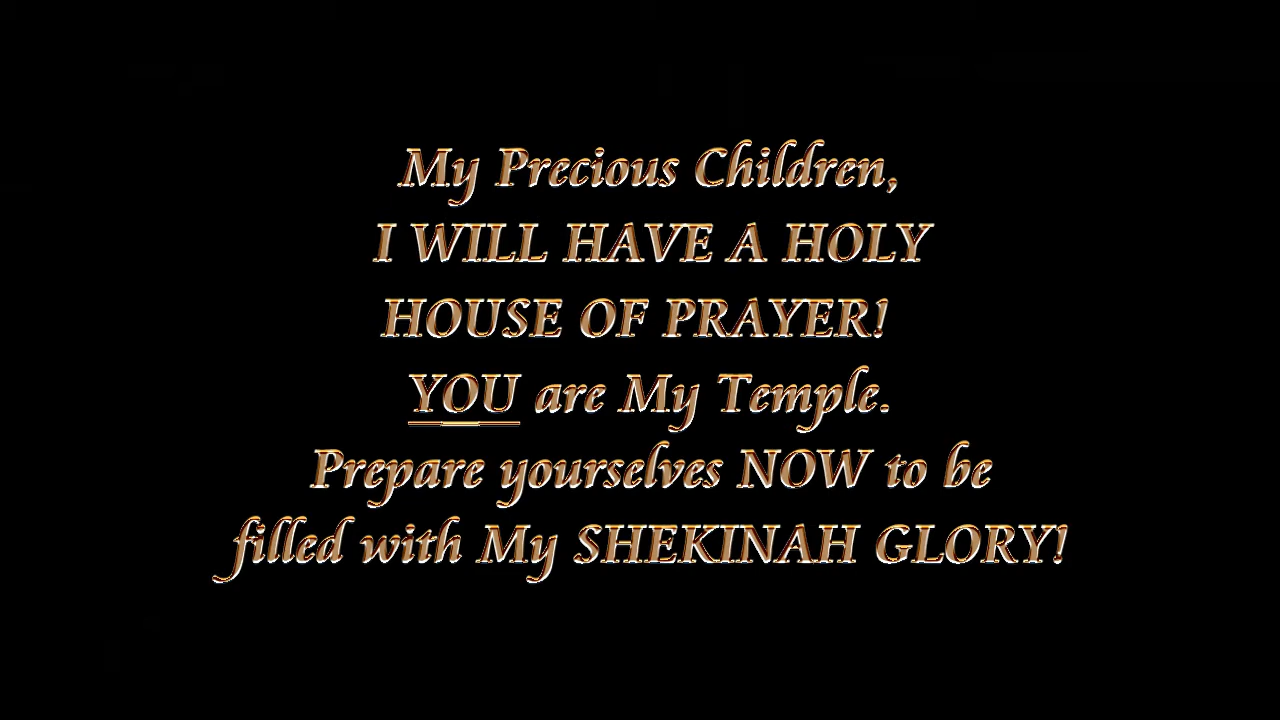 My Precious Children,
I WILL HAVE A HOLY
HOUSE OF PRAYER!
YOU are My Temple.
Prepare yourselves NOW to be
filled with My SHEKINAH GLORY!